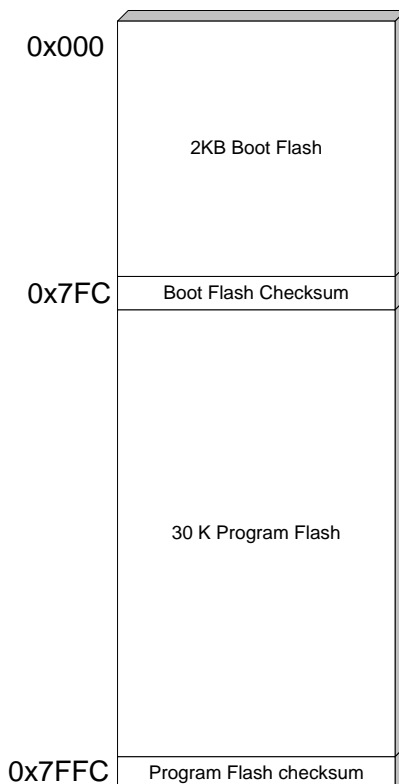 0x000
2KB Boot Flash
0x7FC
Boot Flash Checksum
30 K Program Flash
0x7FFC
Program Flash checksum